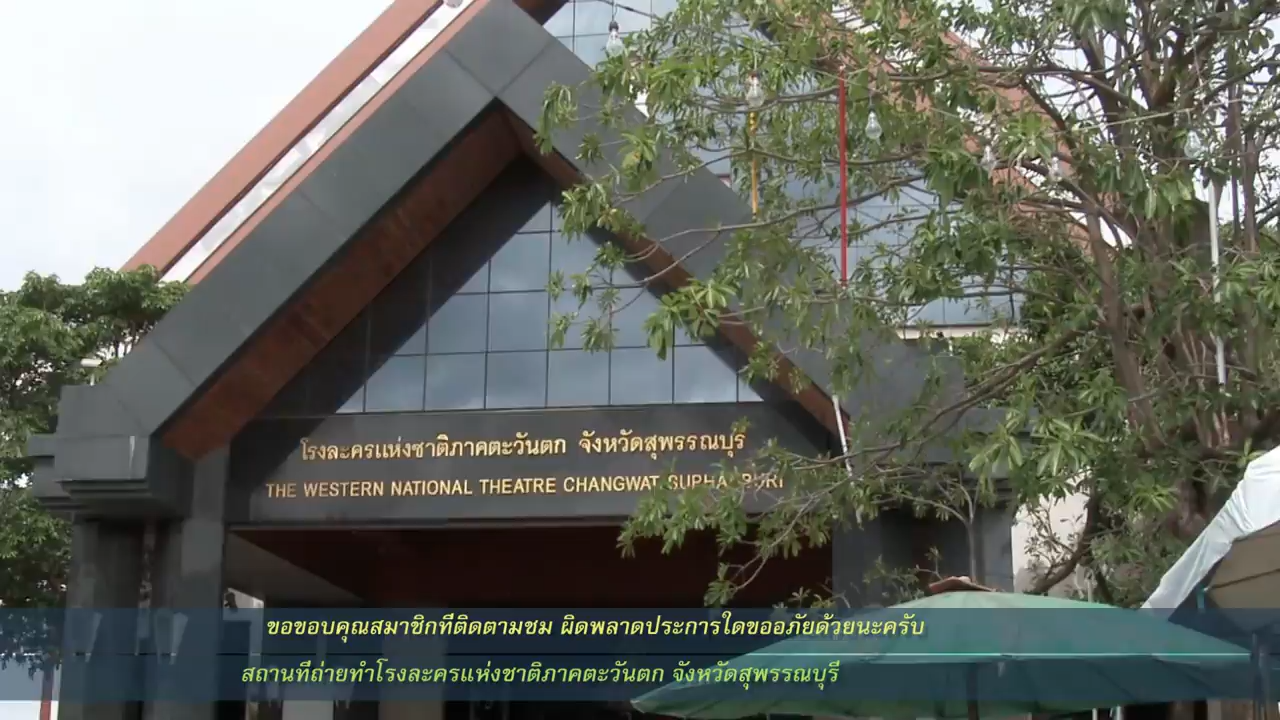 โรงละครแห่งชาติภาคตะวันตก จังหวัดสุพรรณบุรี
THE WESTERN NATIONAL THEATRE CHANGWAT SUPHANBURI
ขอขอบคุณสมาชิกที่ติดตามชม ผิดพลาดประการใดขออภัยด้วยนะครับ
สถานที่ถ่ายทำโรงละครแห่งชาติภาคตะวันตก จังหวัดสุพรรณบุรี